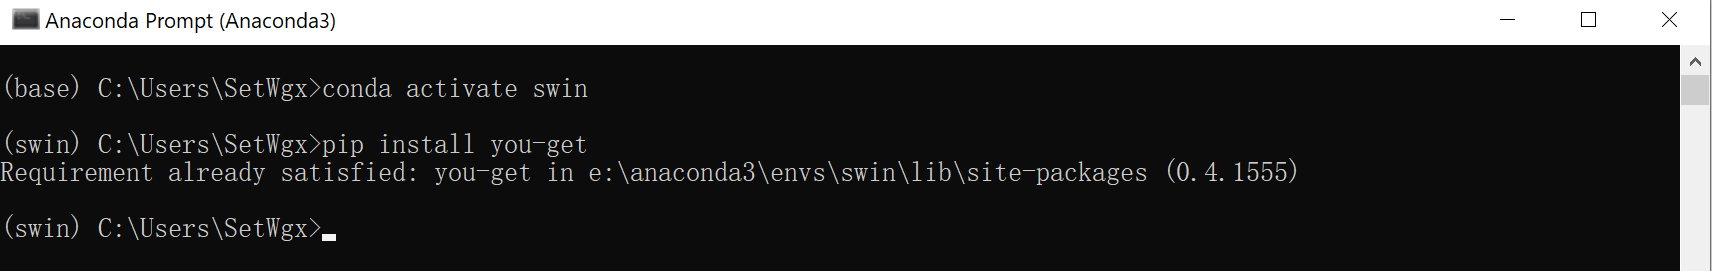 Anaconda Prompt (Anaconda3)
(base) C:\Users\SetWgx>conda activate swin
(swin) C:\Users\SetWgx>pip install you-get
Requirement already satisfied: you-get in e:\anaconda3\envs\swin\lib\site-packages (0.4.1555)
(swin) C:\Users\SetWgx>